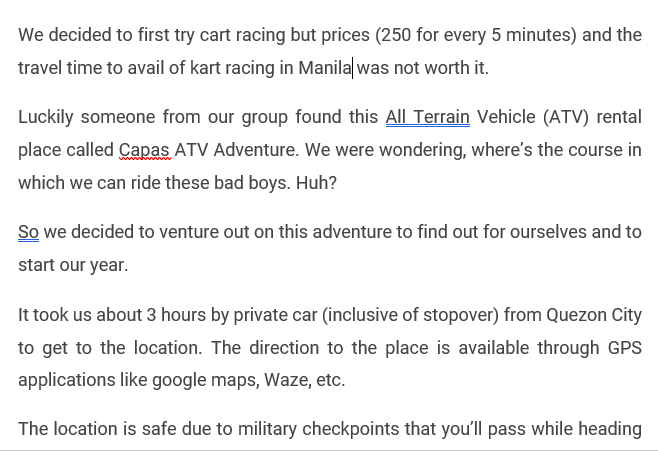 We decided to first try cart racing but prices (250 for every 5 minutes) and the
travel time to avail of kart racing in Manila was not worth it.
Luckily someone from our group found this All Terrain Vehicle (ATV) rental
place called Capas ATV Adventure. We were wondering, where’s the course in
which we can ride these bad boys. Huh?
So we decided to venture out on this adventure to find out for ourselves and to
start our year.
It took us about 3 hours by private car (inclusive of stopover) from Quezon City
to get to the location. The direction to the place is available through GPS
applications like google maps, Waze, etc.
The location is safe due to military checkpoints that you’ll pass while heading